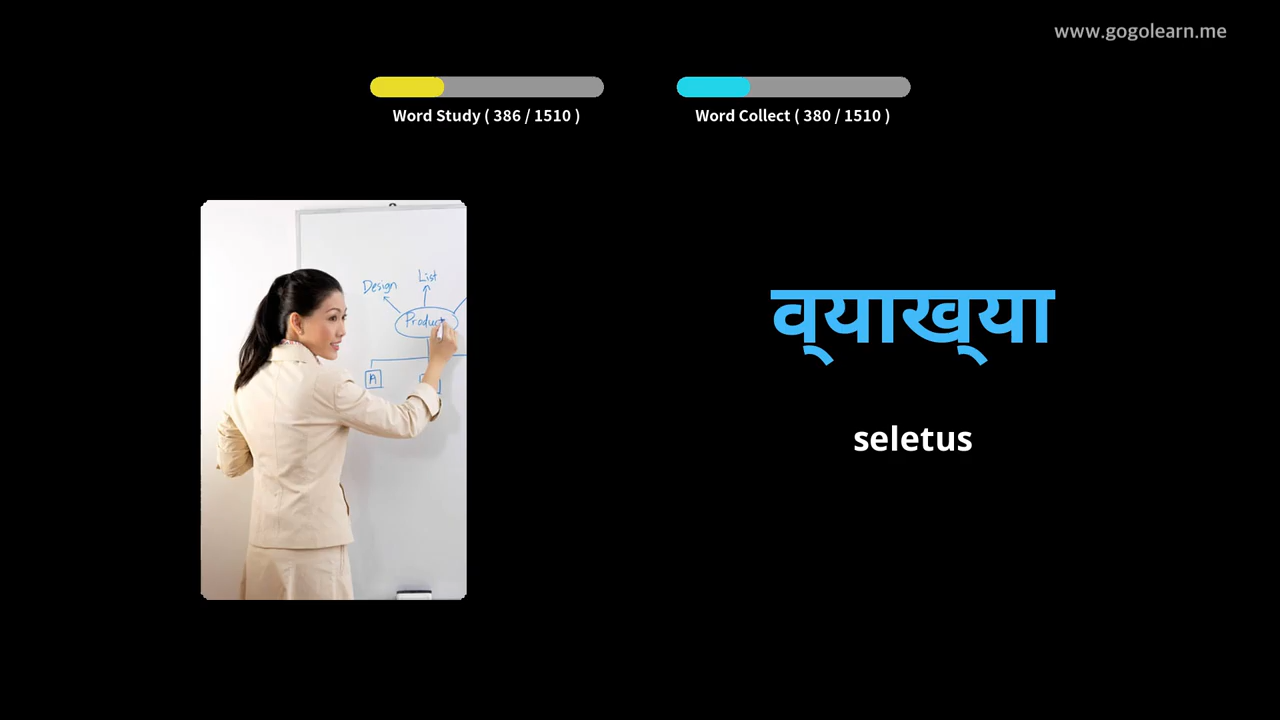 www.gogolearn.me
Word Study ( 386 / 1510 )
Word Collect ( 380 / 1510 )
Design
List
Product
A
व्याख्या
seletus